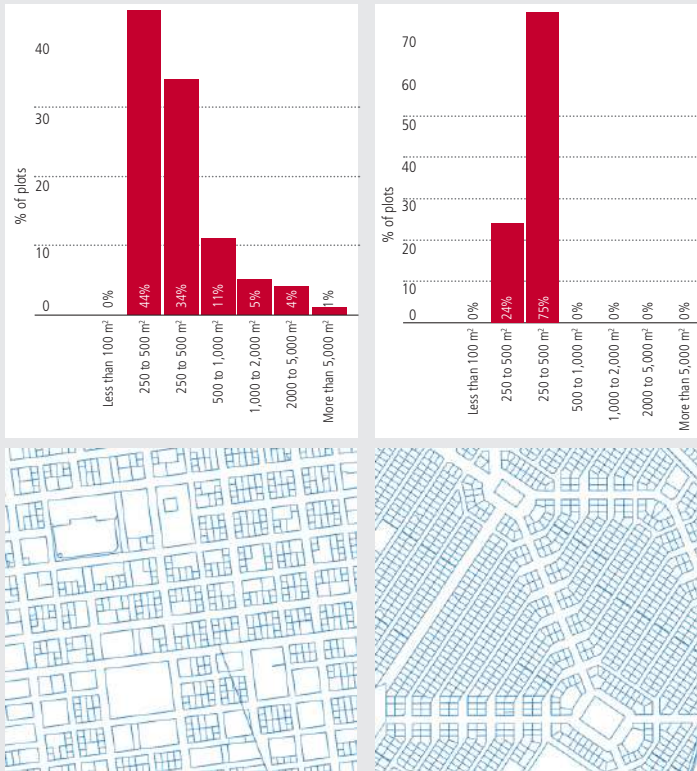 40
30
20
10
0
% of plots
0%
44%
34%
11%
5%
4%
1%
Less than 100 m²
250 to 500 m²
250 to 500 m²
500 to 1,000 m²
1,000 to 2,000 m²
2000 to 5,000 m²
More than 5,000 m²
70
60
50
40
30
20
10
0
% of plots
0%
24%
75%
0%
0%
0%
0%
Less than 100 m²
250 to 500 m²
250 to 500 m²
500 to 1,000 m²
1,000 to 2,000 m²
2000 to 5,000 m²
More than 5,000 m²